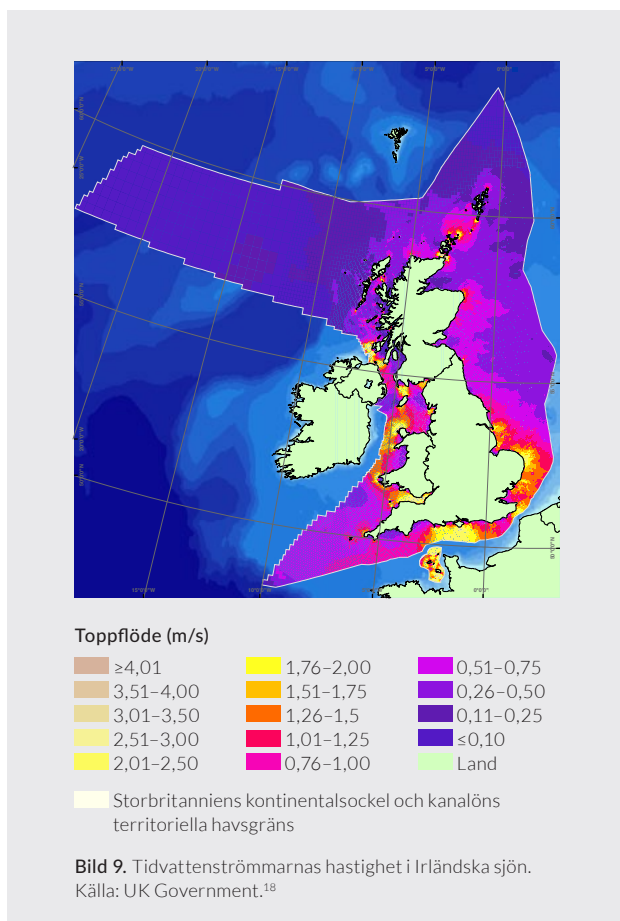 Toppflöde (m/s)
≥4,01
3,51–4,00
3,01–3,50
2,51–3,00
2,01–2,50
1,76–2,00
1,51–1,75
1,26–1,5
1,01–1,25
0,76–1,00
0,51–0,75
0,26–0,50
0,11–0,25
≤0,10
Land
Storbritanniens kontinentalsockel och kanalöns
territoriella havsgräns
Bild 9. Tidvattenströmmarnas hastighet i Irländska sjön.
Källa: UK Government.¹⁸